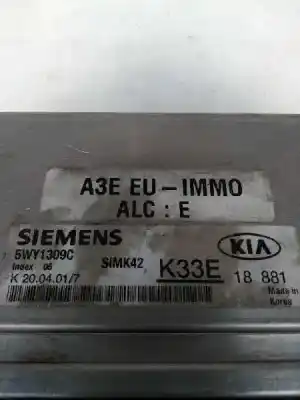 A3E EU-IMMO
ALC : E
SIEMENS
KIA
5WY1309C
SIMK42
K33E
18 881
Index 06
K 20.04.01/7
Made in
Korea